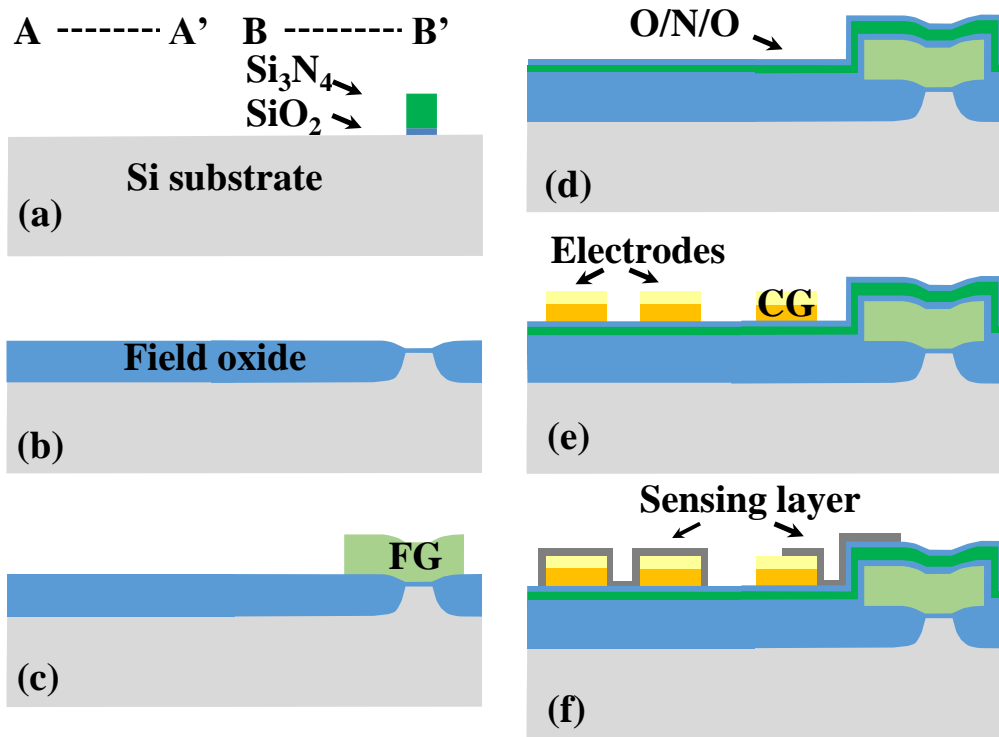 A ---------- A’ B ---------- B’
Si₃N₄
SiO₂
Si substrate
(a)
Field oxide
(b)
FG
(c)
O/N/O
(d)
Electrodes
CG
(e)
Sensing layer
(f)